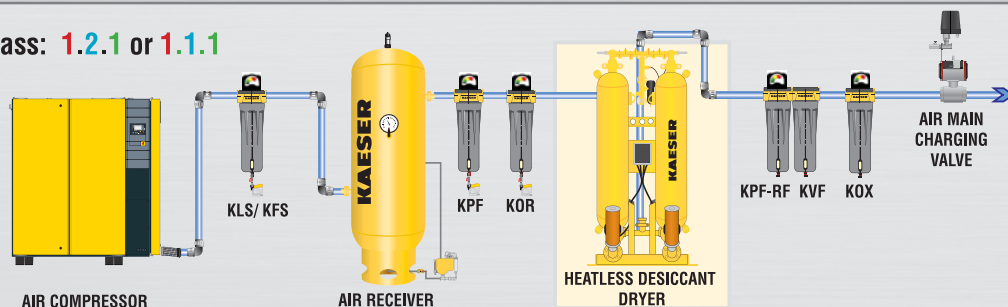 ass: 1.2.1 or 1.1.1
KAESER
KAESER
KLS/ KFS
KPF
KOR
KPF-RF
KVF
KOX
AIR MAIN
CHARGING
VALVE
AIR COMPRESSOR
AIR RECEIVER
HEATLESS DESICCANT
DRYER